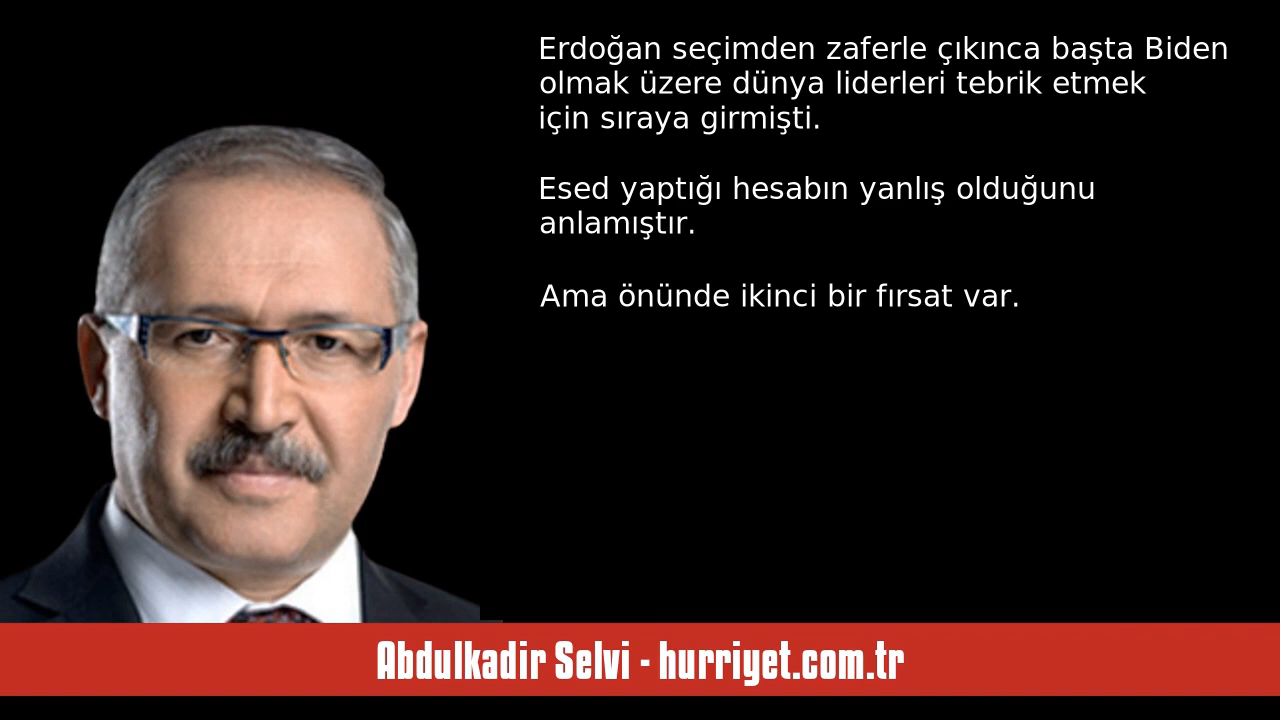 Erdoğan seçimden zaferle çıkınca başta Biden
olmak üzere dünya liderleri tebrik etmek
için sıraya girmişti.
Esed yaptığı hesabın yanlış olduğunu
anlamıştır.
Ama önünde ikinci bir fırsat var.
Abdulkadir Selvi - hurriyet.com.tr